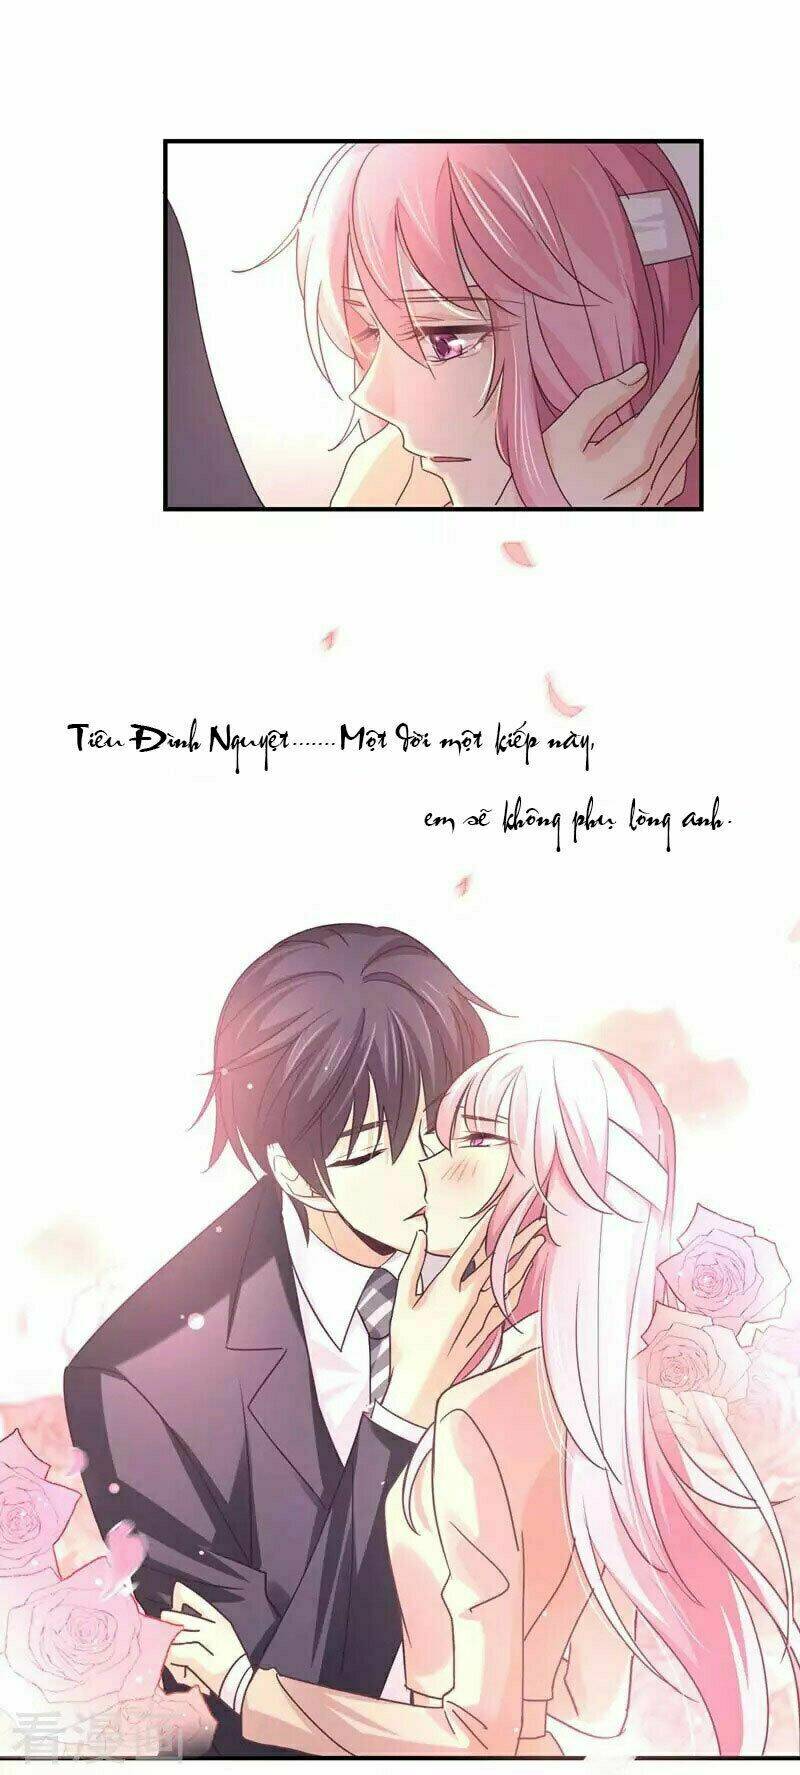 Tiêu Đình Nguyệt.......Một đời một kiếp này,
em sẽ không phụ lòng anh.
看漫画